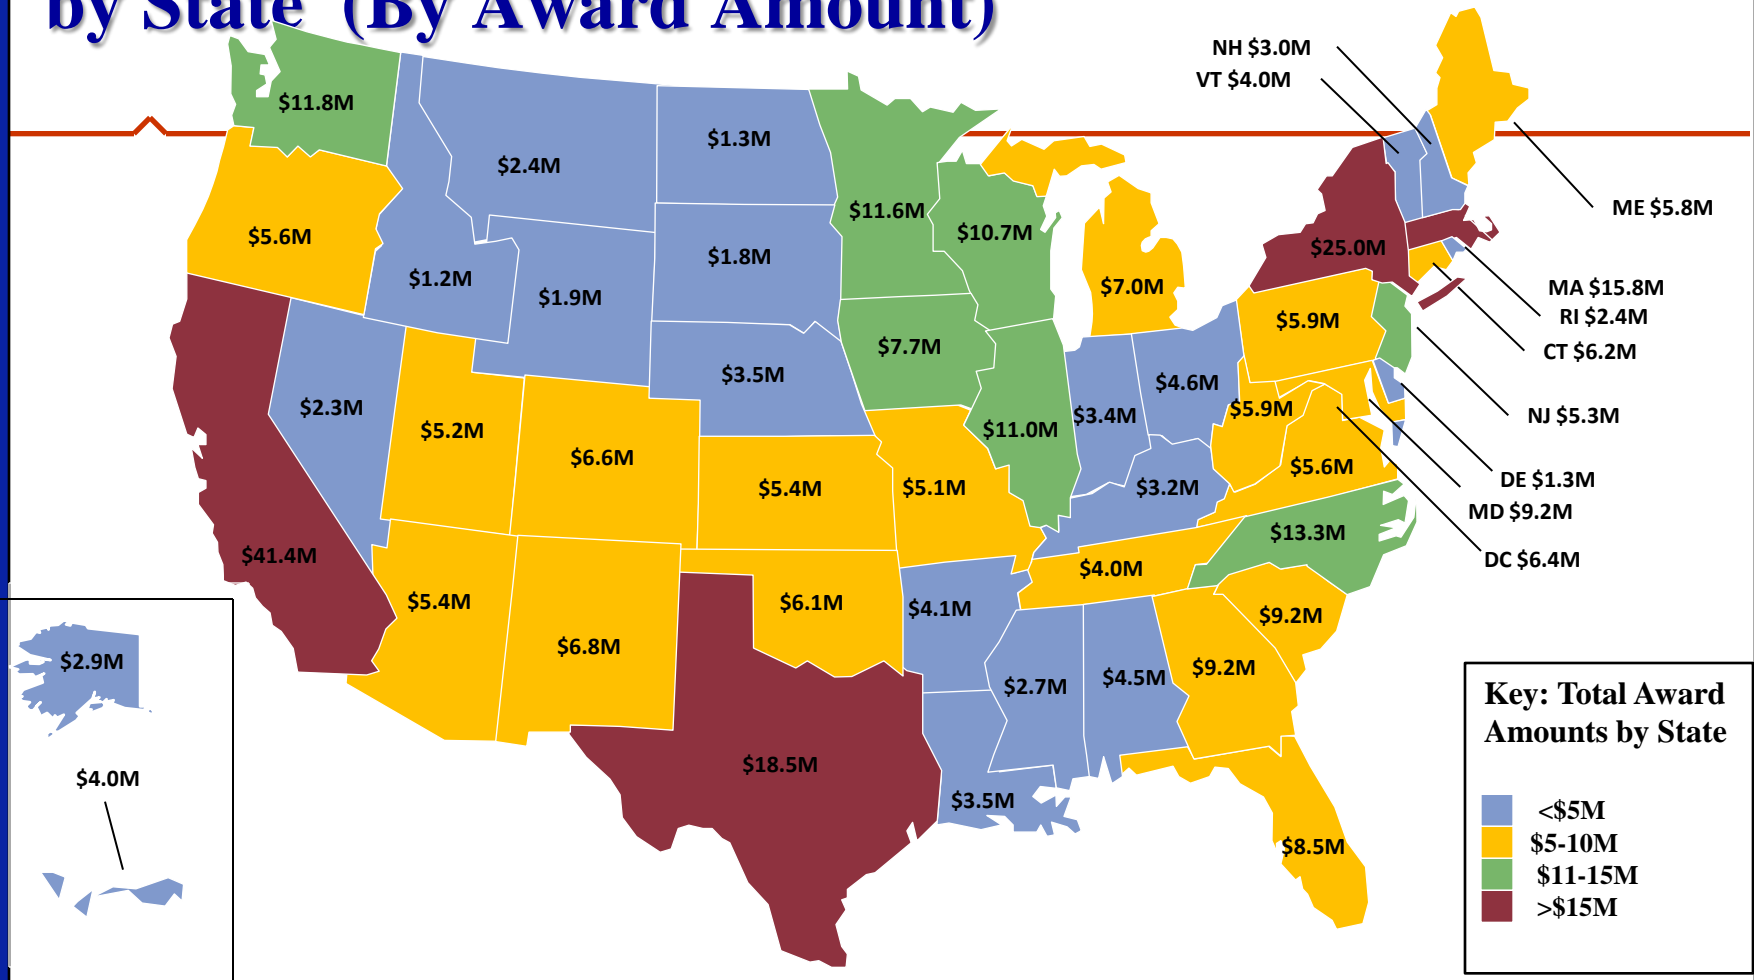 by State (By Award Amount)
NH $3.0M
VT $4.0M
$11.8M
$1.3M
$2.4M
$11.6M
ME $5.8M
$5.6M
$10.7M
$25.0M
$1.8M
$1.2M
$1.9M
$7.0M
MA $15.8M
RI $2.4M
$5.9M
CT $6.2M
$7.7M
$3.5M
$4.6M
$2.3M
$5.9M
$3.4M
NJ $5.3M
$5.2M
$11.0M
$6.6M
$5.6M
DE $1.3M
$5.4M
$5.1M
$3.2M
MD $9.2M
$13.3M
$41.4M
DC $6.4M
$4.0M
$5.4M
$6.1M
$4.1M
$9.2M
$6.8M
$2.9M
$9.2M
$4.5M
$2.7M
Key: Total Award
Amounts by State
$18.5M
$4.0M
$3.5M
<$5M
$5-10M
$8.5M
$11-15M
>$15M